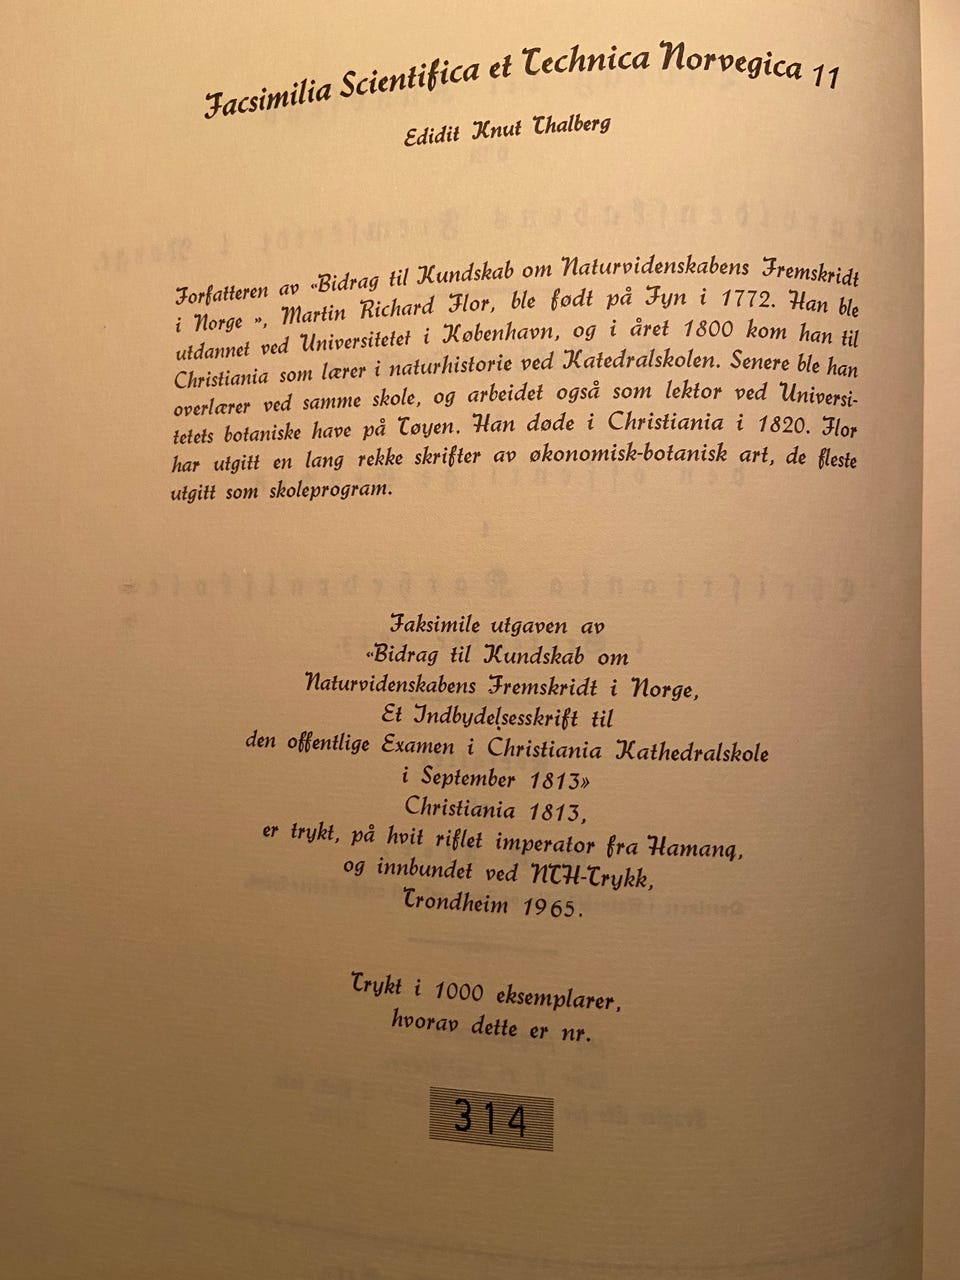 Facsimilia Scientifica et Technica Norvegica 11
Edidit Knut Thalberg
Forfatteren av «Bidrag til Kundskab om Naturvidenskabens Fremskridt
i Norge », Martin Richard Flor, ble født på Fyn i 1772. Han ble
utdannet ved Universitetet i København, og i året 1800 kom han til
Christiania som lærer i naturhistorie ved Katedralskolen. Senere ble han
overlærer ved samme skole, og arbeidet også som lektor ved Universi-
tetets botaniske have på Tøyen. Han døde i Christiania i 1820. Flor
har utgitt en lang rekke skrifter av økonomisk-botanisk art, de fleste
utgitt som skoleprogram.
Faksimile utgaven av
«Bidrag til Kundskab om
Naturvidenskabens Fremskridt i Norge,
Et Indbydelsesskrift til
den offentlige Examen i Christiania Kathedralskole
i September 1813»
Christiania 1813,
er trykt, på hvit riflet imperator fra Hamang,
og innbundet ved NTH-Trykk,
Trondheim 1965.
Trykt i 1000 eksemplarer,
hvorav dette er nr.
314